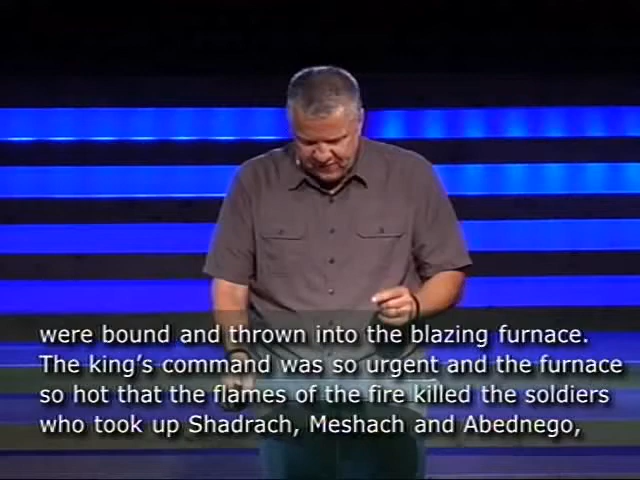 were bound and thrown into the blazing furnace.
The king's command was so urgent and the furnace
so hot that the flames of the fire killed the soldiers
who took up Shadrach, Meshach and Abednego,